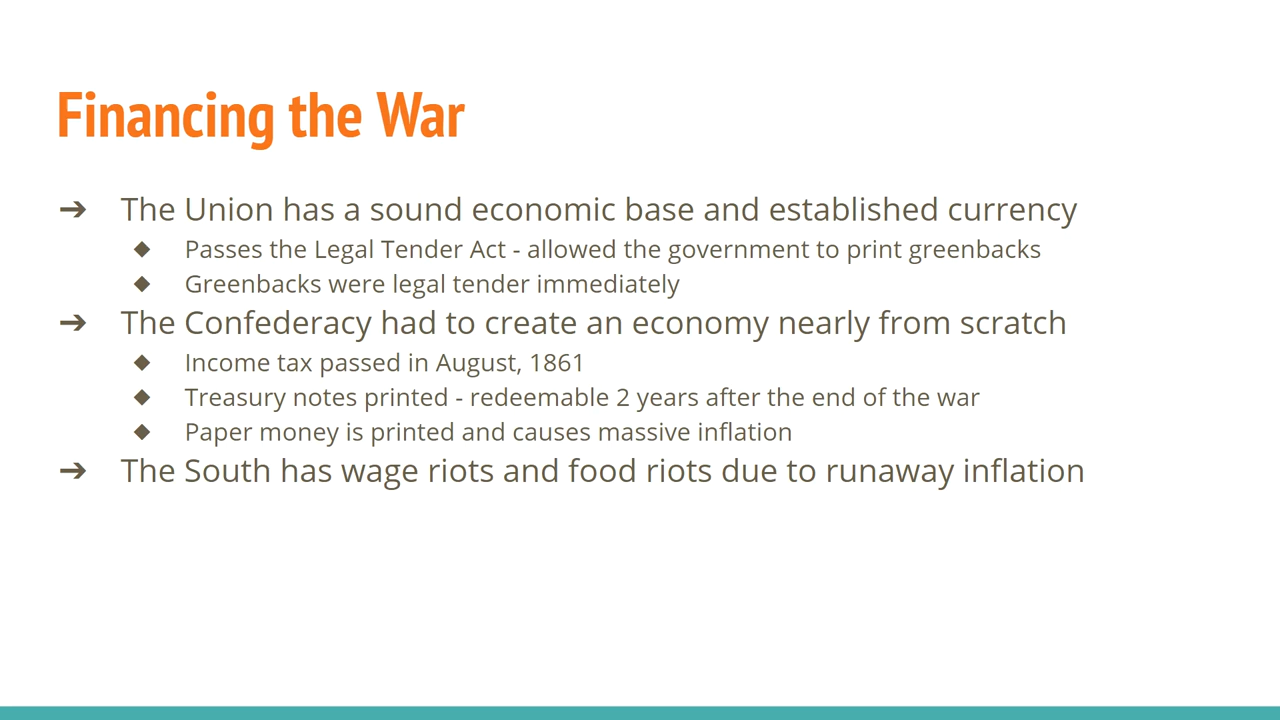 Financing the War
➔ The Union has a sound economic base and established currency
◆ Passes the Legal Tender Act - allowed the government to print greenbacks
◆ Greenbacks were legal tender immediately
➔ The Confederacy had to create an economy nearly from scratch
◆ Income tax passed in August, 1861
◆ Treasury notes printed - redeemable 2 years after the end of the war
◆ Paper money is printed and causes massive inflation
➔ The South has wage riots and food riots due to runaway inflation